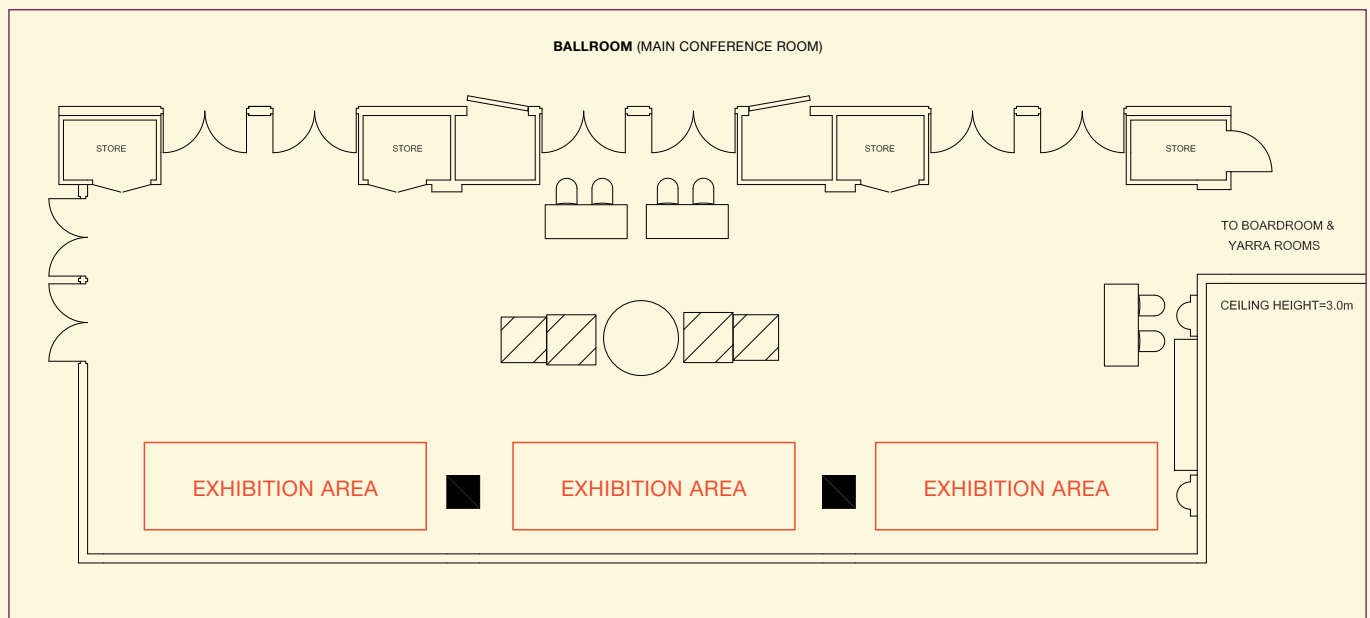 BALLROOM (MAIN CONFERENCE ROOM)
STORE
STORE
STORE
STORE
TO BOARDROOM &
YARRA ROOMS
CEILING HEIGHT=3.0m
EXHIBITION AREA
EXHIBITION AREA
EXHIBITION AREA